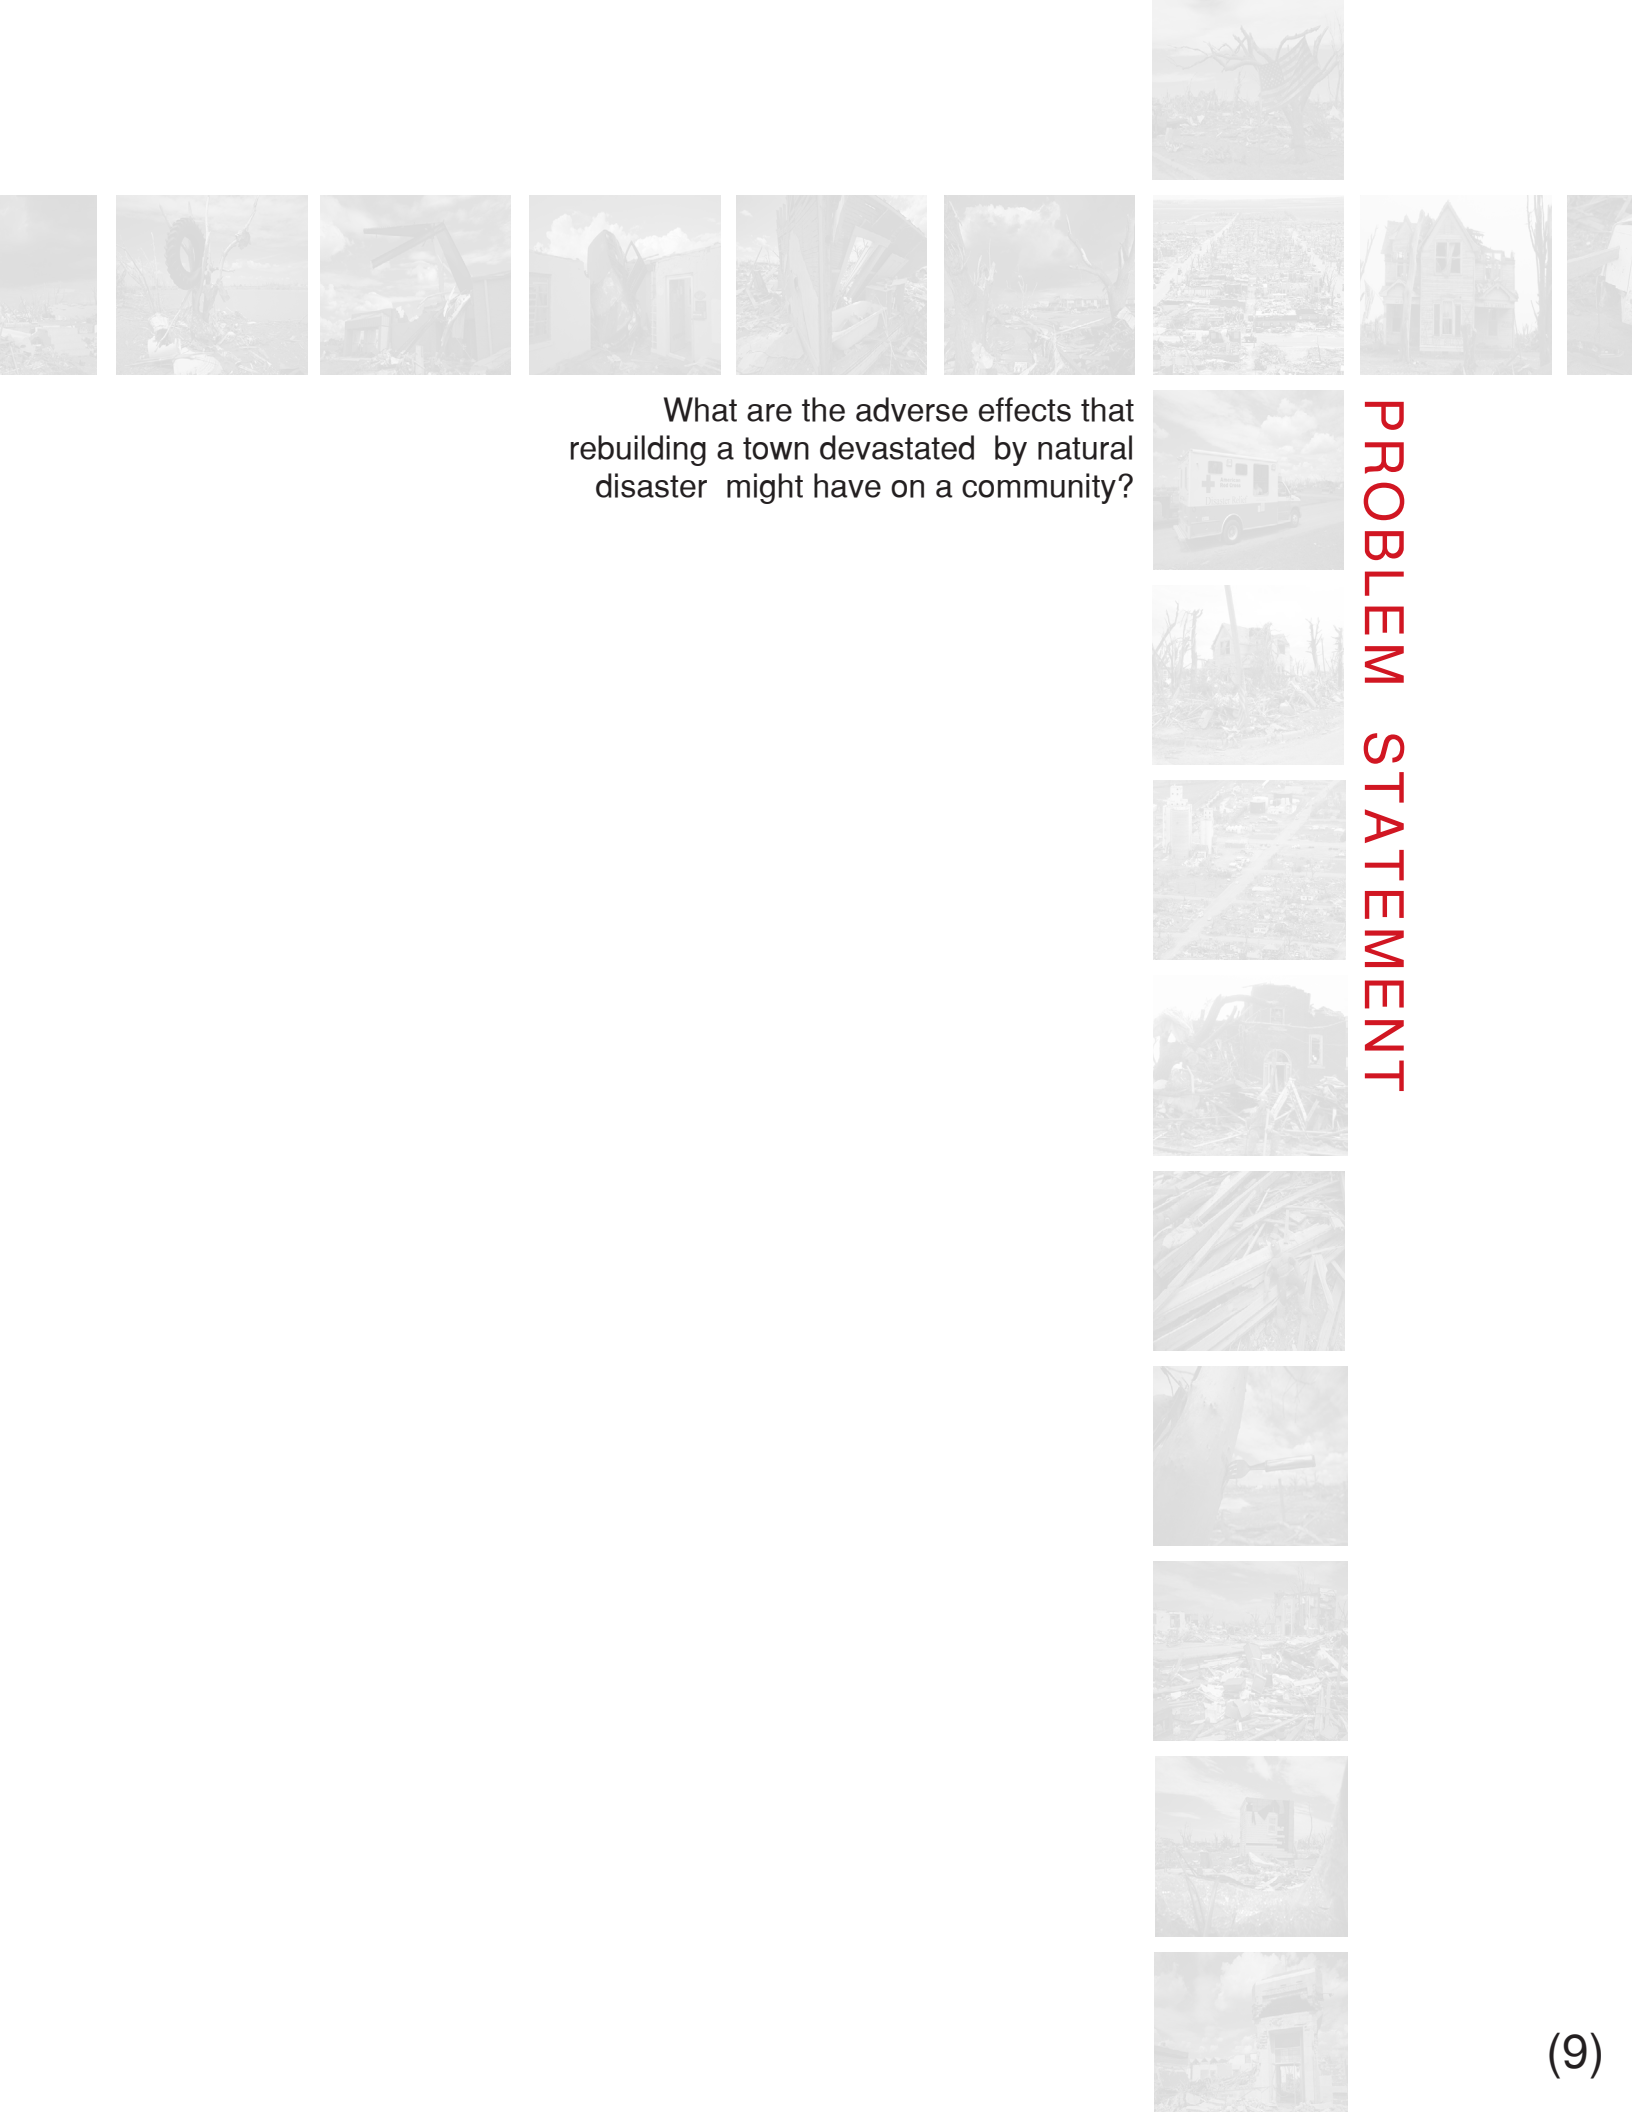 What are the adverse effects that
rebuilding a town devastated  by natural
disaster  might have on a community?
PROBLEM STATEMENT
(9)